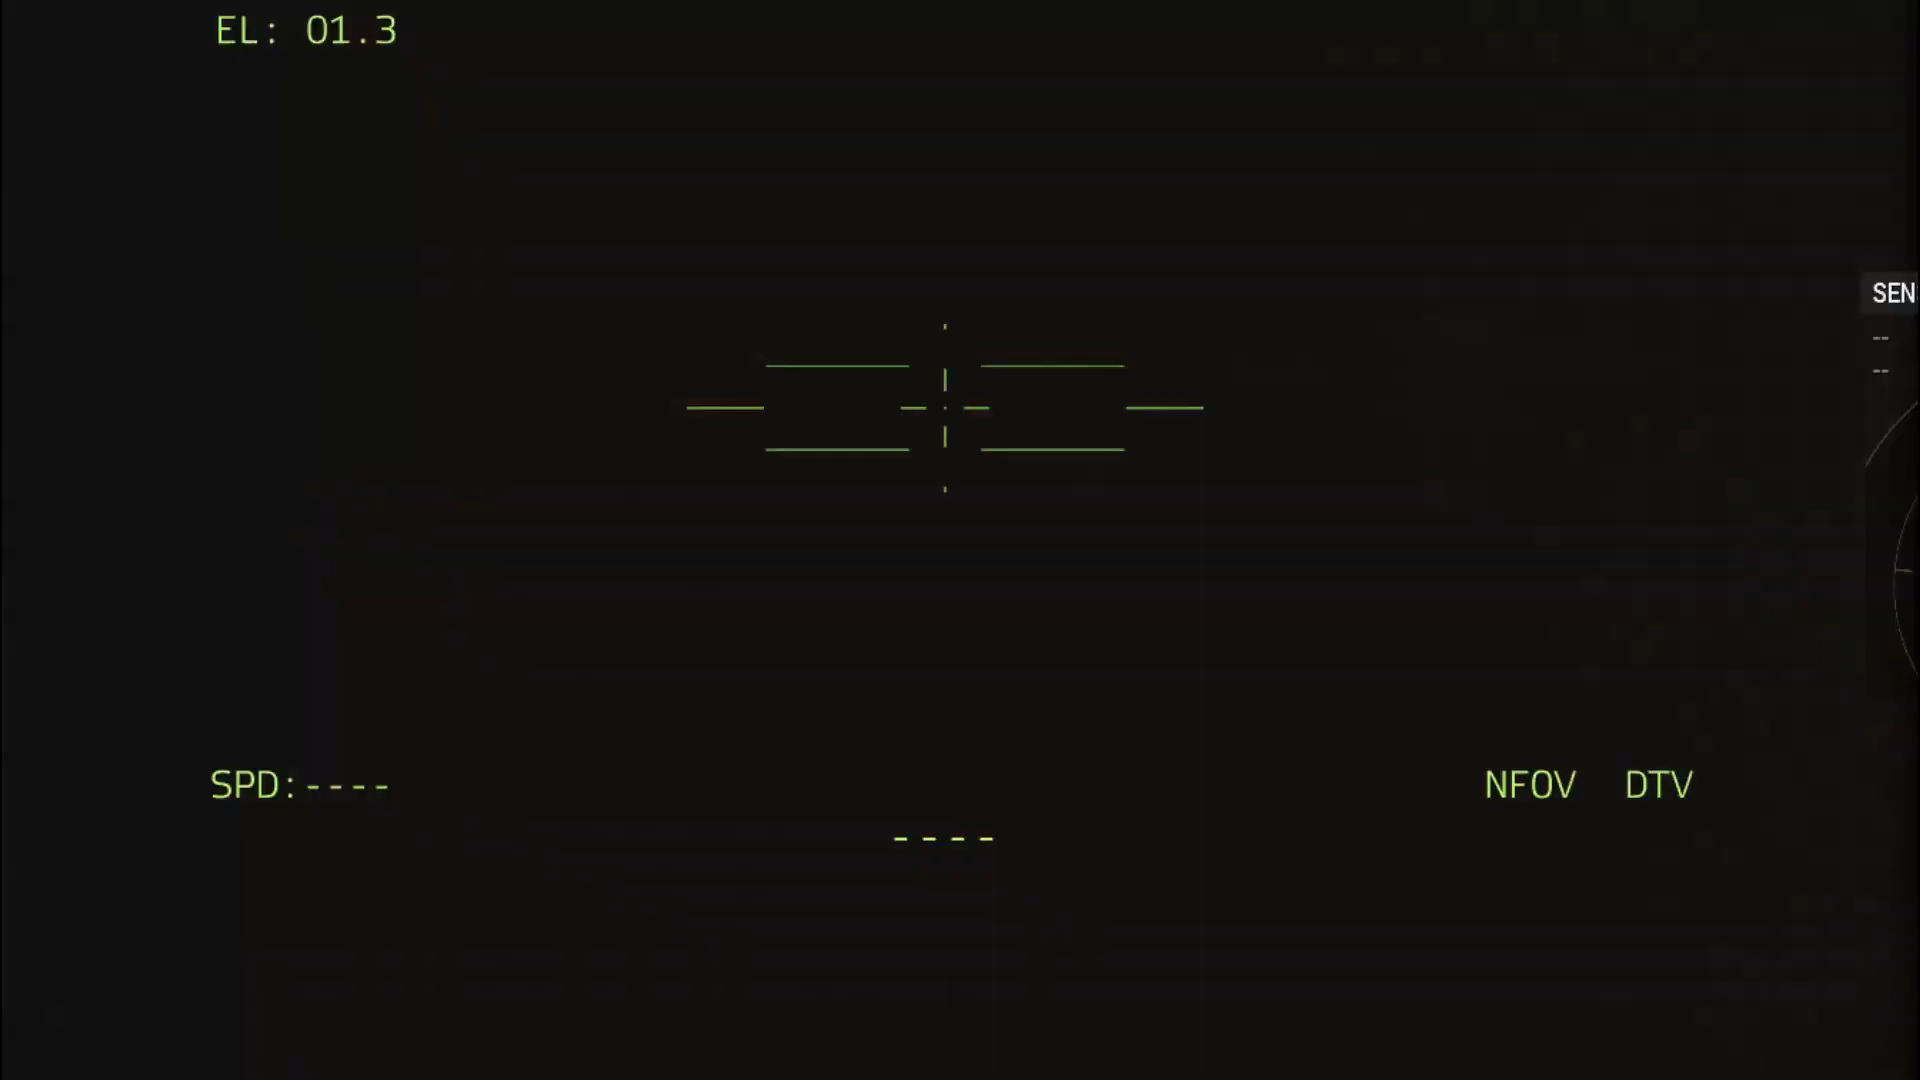 EL: 01.3
SEN
--
--
SPD:----
NFOV DTV
----